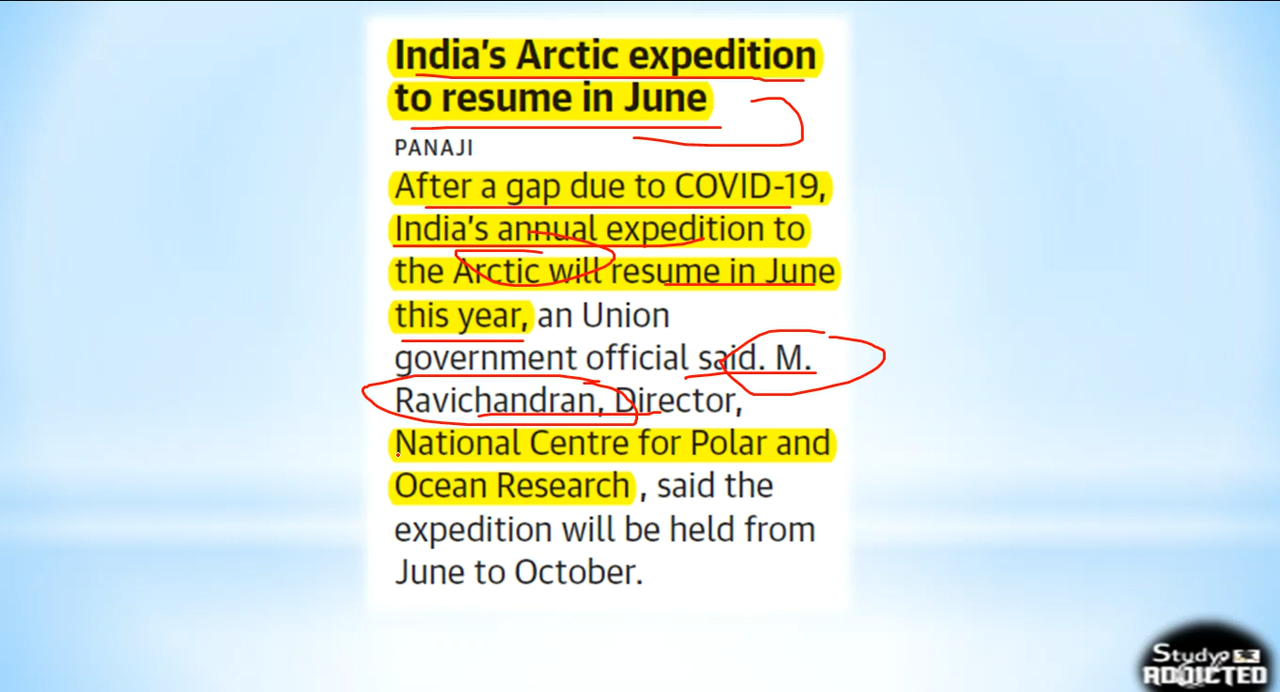 India's Arctic expedition
to resume in June
PANAJI
After a gap due to COVID-19,
India's annual expedition to
the Arctic will resume in June
this year, an Union
government official said. M.
Ravichandran, Director,
National Centre for Polar and
Ocean Research , said the
expedition will be held from
June to October.
Study
ADDICTED